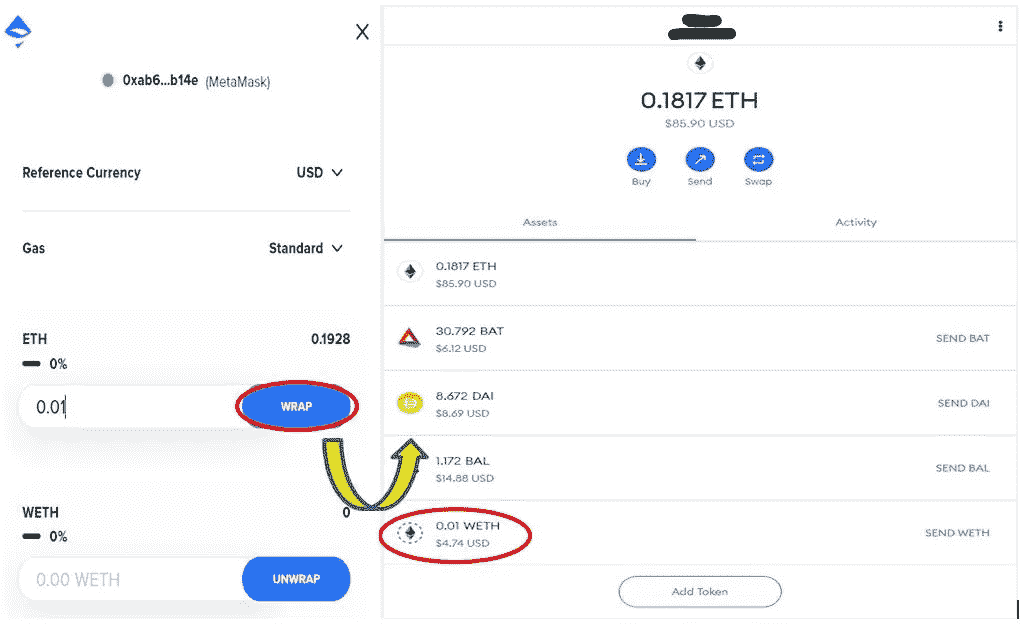 X
0xab6...b14e (MetaMask)
Reference Currency USD
Gas Standard
ETH 0.1928
0%
0.01 WRAP
WETH 0
0%
0.00 WETH UNWRAP
0.1817 ETH
$85.90 USD
Buy Send Swap
Assets Activity
0.1817 ETH
$85.90 USD
30.792 BAT
$6.12 USD
SEND BAT
8.672 DAI
$8.69 USD
SEND DAI
1.172 BAL
$14.88 USD
SEND BAL
0.01 WETH
$4.74 USD
SEND WETH
Add Token